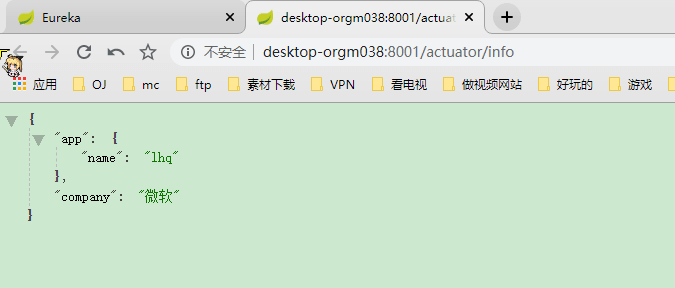 Eureka
desktop-orgm038:8001/actuat
不安全 desktop-orgm038:8001/actuator/info
应用 OJ mc ftp 素材下载 VPN 看电视 做视频网站 好玩的 游戏
{
"app": {
"name": "lhq"
},
"company": "微软"
}